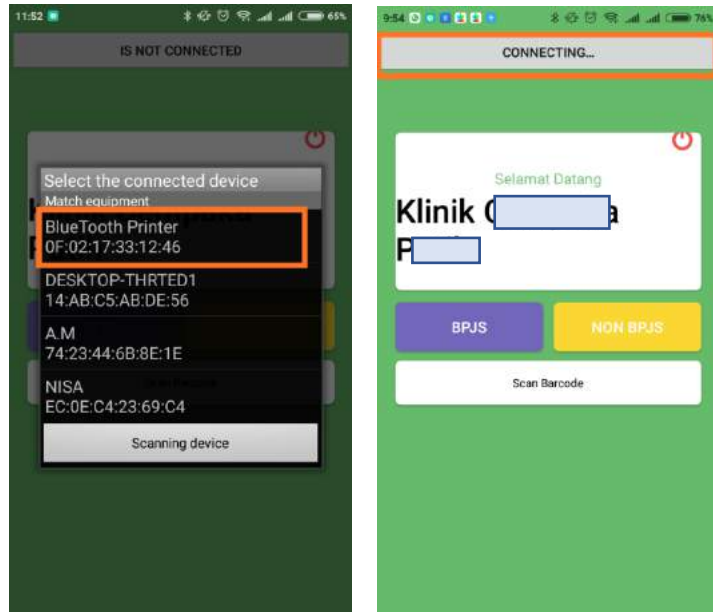 11:52
65%
IS NOT CONNECTED
Select the connected device
Match equipment
BlueTooth Printer
0F:02:17:33:12:46
DESKTOP-THRTED1
14:AB:C5:AB:DE:56
A.M
74:23:44:6B:8E:1E
NISA
EC:0E:C4:23:69:C4
Scanning device
9:54
76%
CONNECTING...
Selamat Datang
Klinik
BPJS
NON BPJS
Scan Barcode